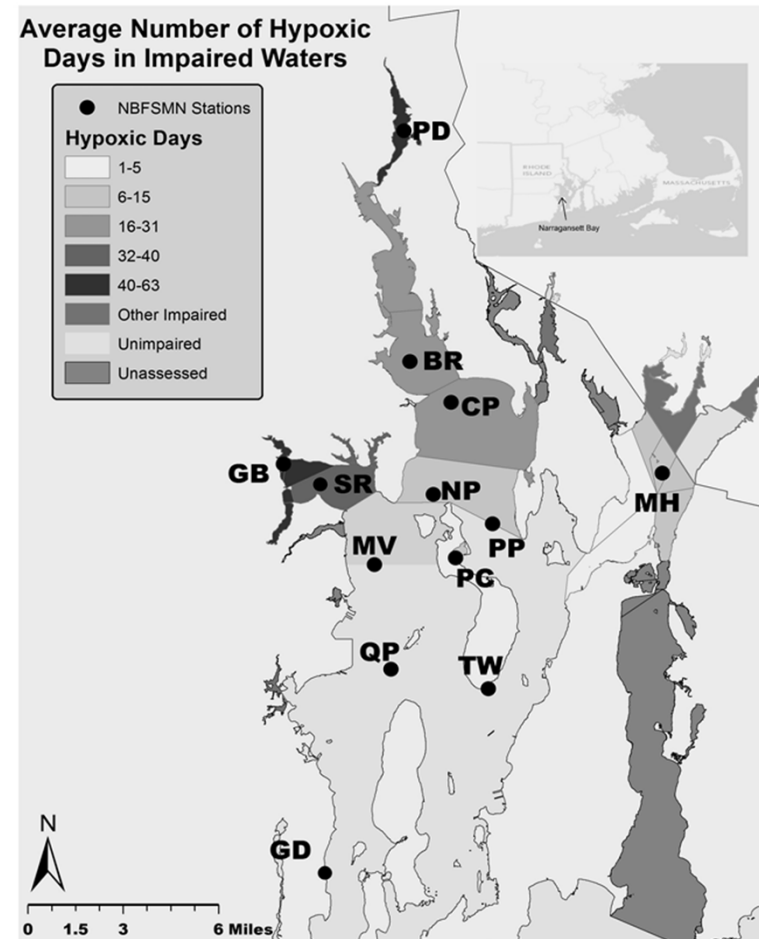 Average Number of Hypoxic
Days in Impaired Waters
NBFSMN Stations
Hypoxic Days
1-5
6-15
16-31
32-40
40-63
Other Impaired
Unimpaired
Unassessed
RHODE
ISLAND
MASSACHUSETTS
Narragansett Bay
PD
BR
CP
GB
SR
NP
MH
MV
PP
PC
QP
TW
GD
N
0 1.5 3 6 Miles